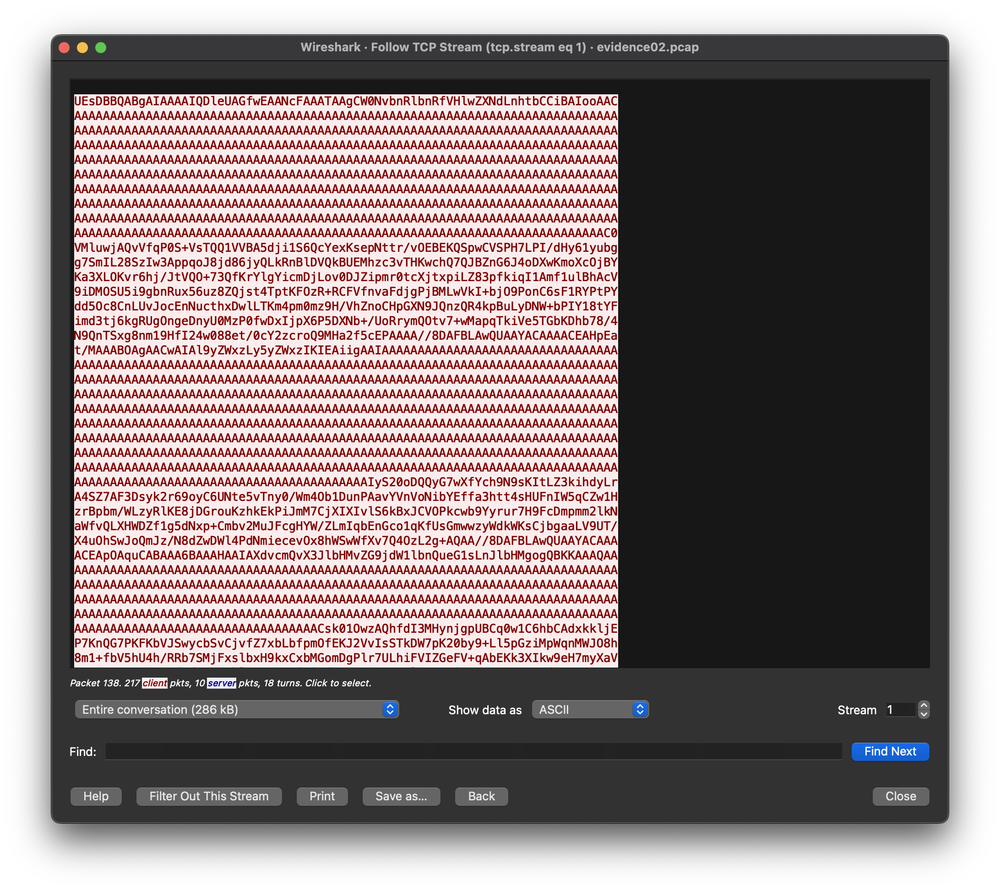 Wireshark · Follow TCP Stream (tcp.stream eq 1) · evidence02.pcap
UEsDBBQABgAIAAAAIQDleUAGfwEAANcFAAATAAgCW0NvbnRlbnRfVHlwZXNdLnhtbCCiBAIooAAC
AAAAAAAAAAAAAAAAAAAAAAAAAAAAAAAAAAAAAAAAAAAAAAAAAAAAAAAAAAAAAAAAAAAAAAAAAAAA
AAAAAAAAAAAAAAAAAAAAAAAAAAAAAAAAAAAAAAAAAAAAAAAAAAAAAAAAAAAAAAAAAAAAAAAAAAAA
AAAAAAAAAAAAAAAAAAAAAAAAAAAAAAAAAAAAAAAAAAAAAAAAAAAAAAAAAAAAAAAAAAAAAAAAAAAA
AAAAAAAAAAAAAAAAAAAAAAAAAAAAAAAAAAAAAAAAAAAAAAAAAAAAAAAAAAAAAAAAAAAAAAAAAAAA
AAAAAAAAAAAAAAAAAAAAAAAAAAAAAAAAAAAAAAAAAAAAAAAAAAAAAAAAAAAAAAAAAAAAAAAAAAAA
AAAAAAAAAAAAAAAAAAAAAAAAAAAAAAAAAAAAAAAAAAAAAAAAAAAAAAAAAAAAAAAAAAAAAAAAAAAA
AAAAAAAAAAAAAAAAAAAAAAAAAAAAAAAAAAAAAAAAAAAAAAAAAAAAAAAAAAAAAAAAAAAAAAAAAAAA
AAAAAAAAAAAAAAAAAAAAAAAAAAAAAAAAAAAAAAAAAAAAAAAAAAAAAAAAAAAAAAAAAAAAAAAAAAAA
AAAAAAAAAAAAAAAAAAAAAAAAAAAAAAAAAAAAAAAAAAAAAAAAAAAAAAAAAAAAAAAAAAAAAAAAAAC0
VMluwjAQvVfqP0S+VsTQQ1VVBA5dji1S6QcYexKsepNttr/vOEBEKQSpwCVSPH7LPI/dHy61yubg
g7SmIL28SzIw3AppqoJ8jd86jyQLkRnBlDVQkBUEMhzc3vTHKwchQ7QJBZnG6J4oDXwKmoXcOjBY
Ka3XLOKvr6hj/JtVQO+73QfKrYlgYicmDjLov0DJZipmr0tcXjtxpiLZ83pfkiqI1Amf1ulBhAcV
9iDMOSU5i9gbnRux56uz8ZQjst4TptKFOzR+RCFVfnvaFdjgPjBMLwVkI+bjO9PonC6sF1RYPtPY
dd5Oc8CnLUvJocEnNucthxDwlLTKm4pm0mz9H/VhZnoCHpGXN9JQnzQR4kpBuLyDNW+bPIY18tYF
imd3tj6kgRUgOngeDnyU0MzP0fwDxIjpX6P5DXNb+/UoRrymQOtv7+wMapqTkiVe5TGbKDhb78/4
N9QnTSxg8nm19HfI24w088et/0cY2zcroQ9MHa2f5cEPAAAA//8DAFBLAwQUAAYACAAAACEAHpEa
t/MAAABOAgAACwAIAl9yZWxzLy5yZWxzIKIEAiigAAIAAAAAAAAAAAAAAAAAAAAAAAAAAAAAAAAA
AAAAAAAAAAAAAAAAAAAAAAAAAAAAAAAAAAAAAAAAAAAAAAAAAAAAAAAAAAAAAAAAAAAAAAAAAAAA
AAAAAAAAAAAAAAAAAAAAAAAAAAAAAAAAAAAAAAAAAAAAAAAAAAAAAAAAAAAAAAAAAAAAAAAAAAAA
AAAAAAAAAAAAAAAAAAAAAAAAAAAAAAAAAAAAAAAAAAAAAAAAAAAAAAAAAAAAAAAAAAAAAAAAAAAA
AAAAAAAAAAAAAAAAAAAAAAAAAAAAAAAAAAAAAAAAAAAAAAAAAAAAAAAAAAAAAAAAAAAAAAAAAAAA
AAAAAAAAAAAAAAAAAAAAAAAAAAAAAAAAAAAAAAAAAAAAAAAAAAAAAAAAAAAAAAAAAAAAAAAAAAAA
AAAAAAAAAAAAAAAAAAAAAAAAAAAAAAAAAAAAAAAAAAAAAAAAAAAAAAAAAAAAAAAAAAAAAAAAAAAA
AAAAAAAAAAAAAAAAAAAAAAAAAAAAAAAAAAAAAAAAAAAAAAAAAAAAAAAAAAAAAAAAAAAAAAAAAAAA
AAAAAAAAAAAAAAAAAAAAAAAAAAAAAAAAAAAAAAAAAAAAAAAAAAAAAAAAAAAAAAAAAAAAAAAAAAAA
AAAAAAAAAAAAAAAAAAAAAAAAAAAAAAAAAAAAAAAAAIyS20oDQQyG7wXfYch9N9sKItLZ3kihdyLr
A4SZ7AF3Dsyk2r69oyC6UNte5vTny0/Wm4Ob1DunPAavYVnVoNibYEffa3htt4sHUFnIW5qCZw1H
zrBpbm/WLzyRlKE8jDGrouKzhkEkPiJmM7CjXIXIvlS6kBxJCVOPkcwb9Yyrur7H9FcDmpmm2lkN
aWfvQLXHWDZf1g5dNxp+Cmbv2MuJFcgHYW/ZLmIqbEnGco1qKfUsGmwwzyWdkWKsCjbgaaLV9UT/
X4uOhSwJoQmJz/N8dZwDWl4PdNmiecevOx8hWSwWfXv7Q4OzL2g+AQAA//8DAFBLAwQUAAYACAAA
ACEApOAquCABAAA6BAAAHAAIAXdvcmQvX3JlbHMvZG9jdW1lbnQueG1sLnJlbHMgogQBKKAAAQAA
AAAAAAAAAAAAAAAAAAAAAAAAAAAAAAAAAAAAAAAAAAAAAAAAAAAAAAAAAAAAAAAAAAAAAAAAAAAA
AAAAAAAAAAAAAAAAAAAAAAAAAAAAAAAAAAAAAAAAAAAAAAAAAAAAAAAAAAAAAAAAAAAAAAAAAAAA
AAAAAAAAAAAAAAAAAAAAAAAAAAAAAAAAAAAAAAAAAAAAAAAAAAAAAAAAAAAAAAAAAAAAAAAAAAAA
AAAAAAAAAAAAAAAAAAAAAAAAAAAAAAAAAAAAAAAAAAAAAAAAAAAAAAAAAAAAAAAAAAAAAAAAAAAA
AAAAAAAAAAAAAAAAAAAAAAAAAAAAAAAAAACsk01OwzAQhfdI3MHynjgpUBCq0w1C6hbCAdxkkljE
P7KnQG7PKFKbVJSwycbSvCjvfZ7xbLbfpmOfEKJ2VvIsSTkDW7pK20by9+Ll5pGziMpWqnMWJO8h
8m1+fbV5hU4h/RRb7SMjFxslbxH9kxCxbMGomDgPlr7ULhiFVIZGeFV+qAbEKk3XIkw9eH7myXaV
Packet 138. 217 client pkts, 10 server pkts, 18 turns. Click to select.
Entire conversation (286 kB) Show data as ASCII Stream 1
Find: Find Next
Help Filter Out This Stream Print Save as... Back Close